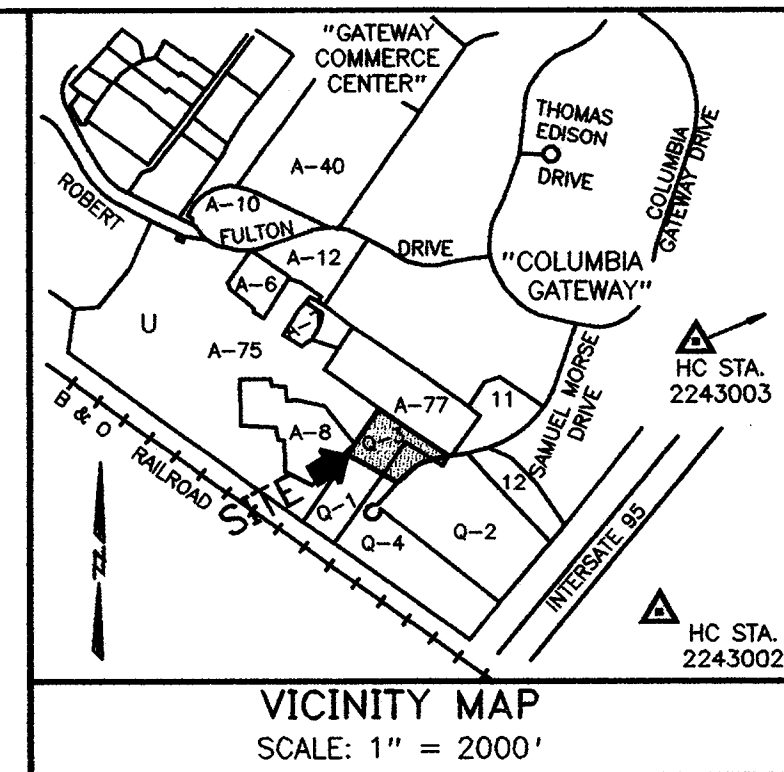 "GATEWAY
COMMERCE
CENTER"
THOMAS
EDISON
DRIVE
COLUMBIA
GATEWAY DRIVE
A-40
ROBERT
A-10
FULTON
DRIVE
A-12
"COLUMBIA
GATEWAY"
A-6
U
A-75
HC STA.
2243003
SAMUEL MORSE
DRIVE
B & O
RAILROAD
A-77
11
A-8
Q-3
12
SITE
Q-1
Q-2
Q-4
INTERSATE 95
N
HC STA.
2243002
VICINITY MAP
SCALE: 1" = 2000'